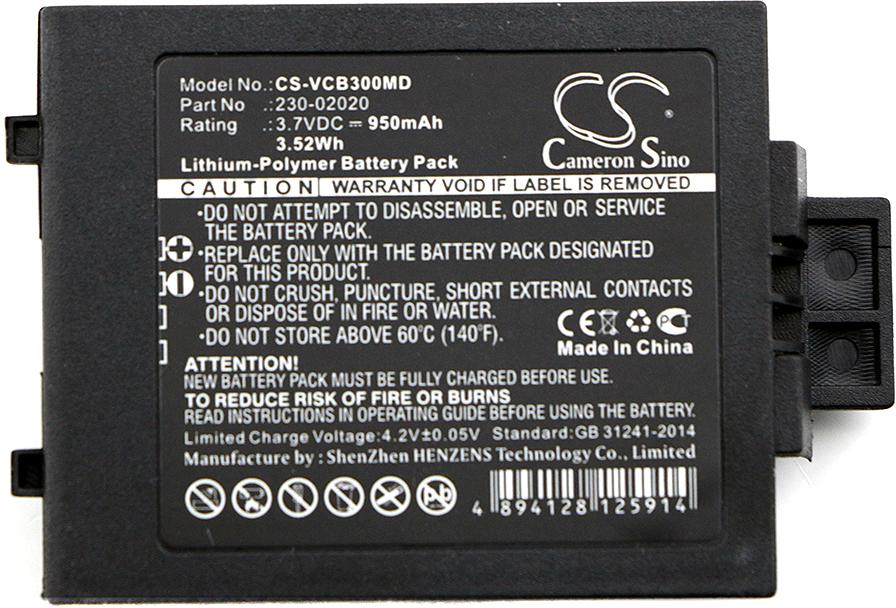 Model No.: CS-VCB300MD
Part No .: 230-02020
Rating .: 3.7VDC ⎓ 950mAh
3.52Wh
Lithium-Polymer Battery Pack
CS ®
Cameron Sino
CAUTION WARRANTY VOID IF LABEL IS REMOVED
·DO NOT ATTEMPT TO DISASSEMBLE, OPEN OR SERVICE
THE BATTERY PACK.
·REPLACE ONLY WITH THE BATTERY PACK DESIGNATED
FOR THIS PRODUCT.
·DO NOT CRUSH, PUNCTURE, SHORT EXTERNAL CONTACTS
OR DISPOSE OF IN FIRE OR WATER.
·DO NOT STORE ABOVE 60°C (140°F).
CE PCT
Made In China
ATTENTION!
NEW BATTERY PACK MUST BE FULLY CHARGED BEFORE USE.
TO REDUCE RISK OF FIRE OR BURNS
READ INSTRUCTIONS IN OPERATING GUIDE BEFORE USING THE BATTERY.
Limited Charge Voltage:4.2V±0.05V Standard:GB 31241-2014
Manufacture by : ShenZhen HENZENS Technology Co., Limited
Pb
4 894128 125914